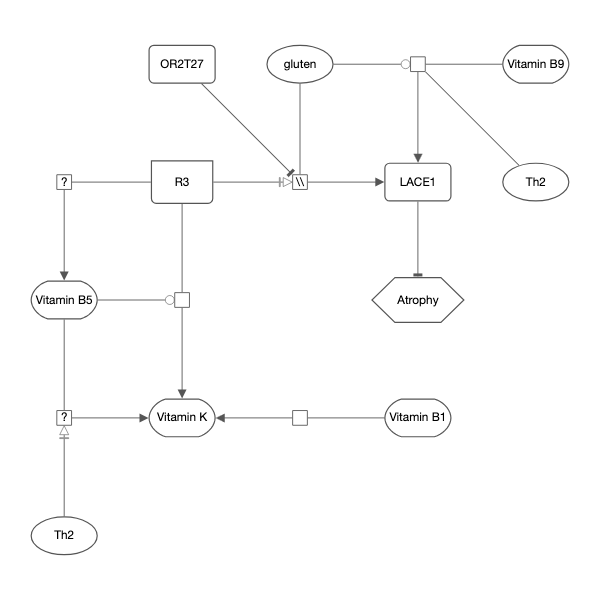 OR2T27
gluten
Vitamin B9
?
R3
\\
LACE1
Th2
Vitamin B5
Atrophy
?
Vitamin K
Vitamin B1
Th2